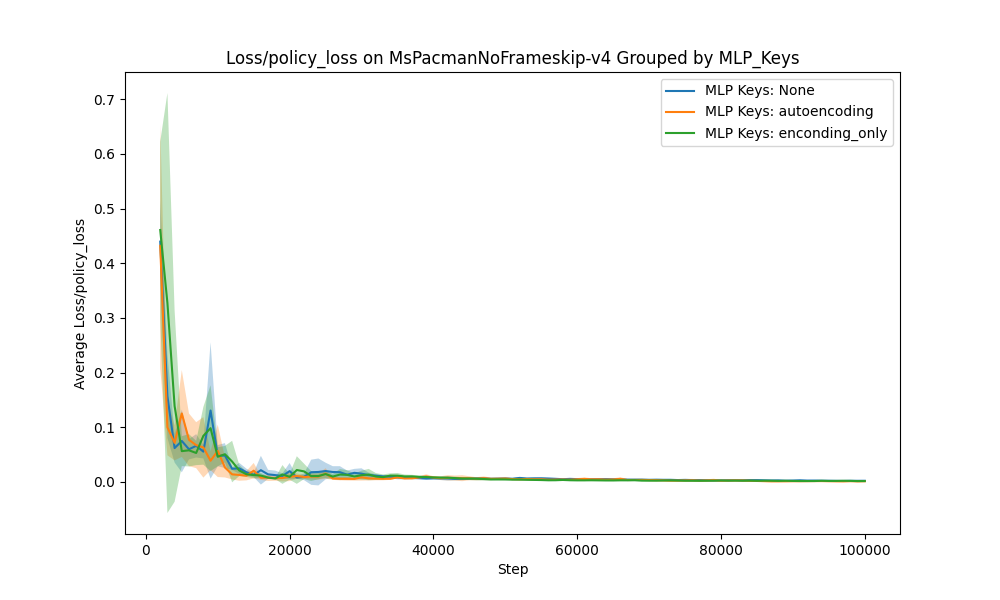 Loss/policy_loss on MsPacmanNoFrameskip-v4 Grouped by MLP_Keys
MLP Keys: None
MLP Keys: autoencoding
MLP Keys: enconding_only
Average Loss/policy_loss
0.7
0.6
0.5
0.4
0.3
0.2
0.1
0.0
0 20000 40000 60000 80000 100000
Step